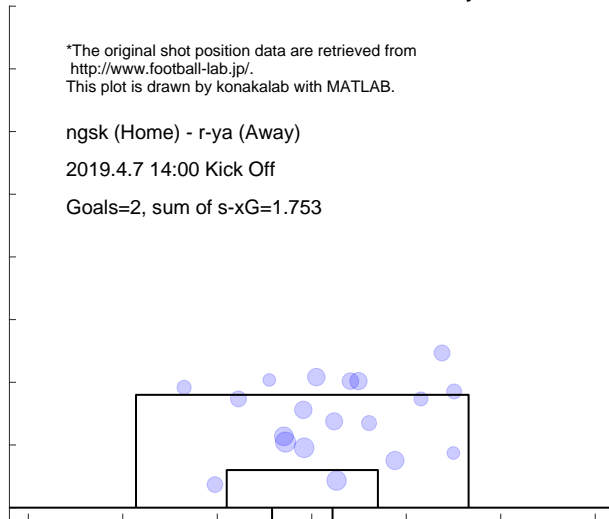 *The original shot position data are retrieved from
http://www.football-lab.jp/.
This plot is drawn by konakalab with MATLAB.
ngsk (Home) - r-ya (Away)
2019.4.7 14:00 Kick Off
Goals=2, sum of s-xG=1.753